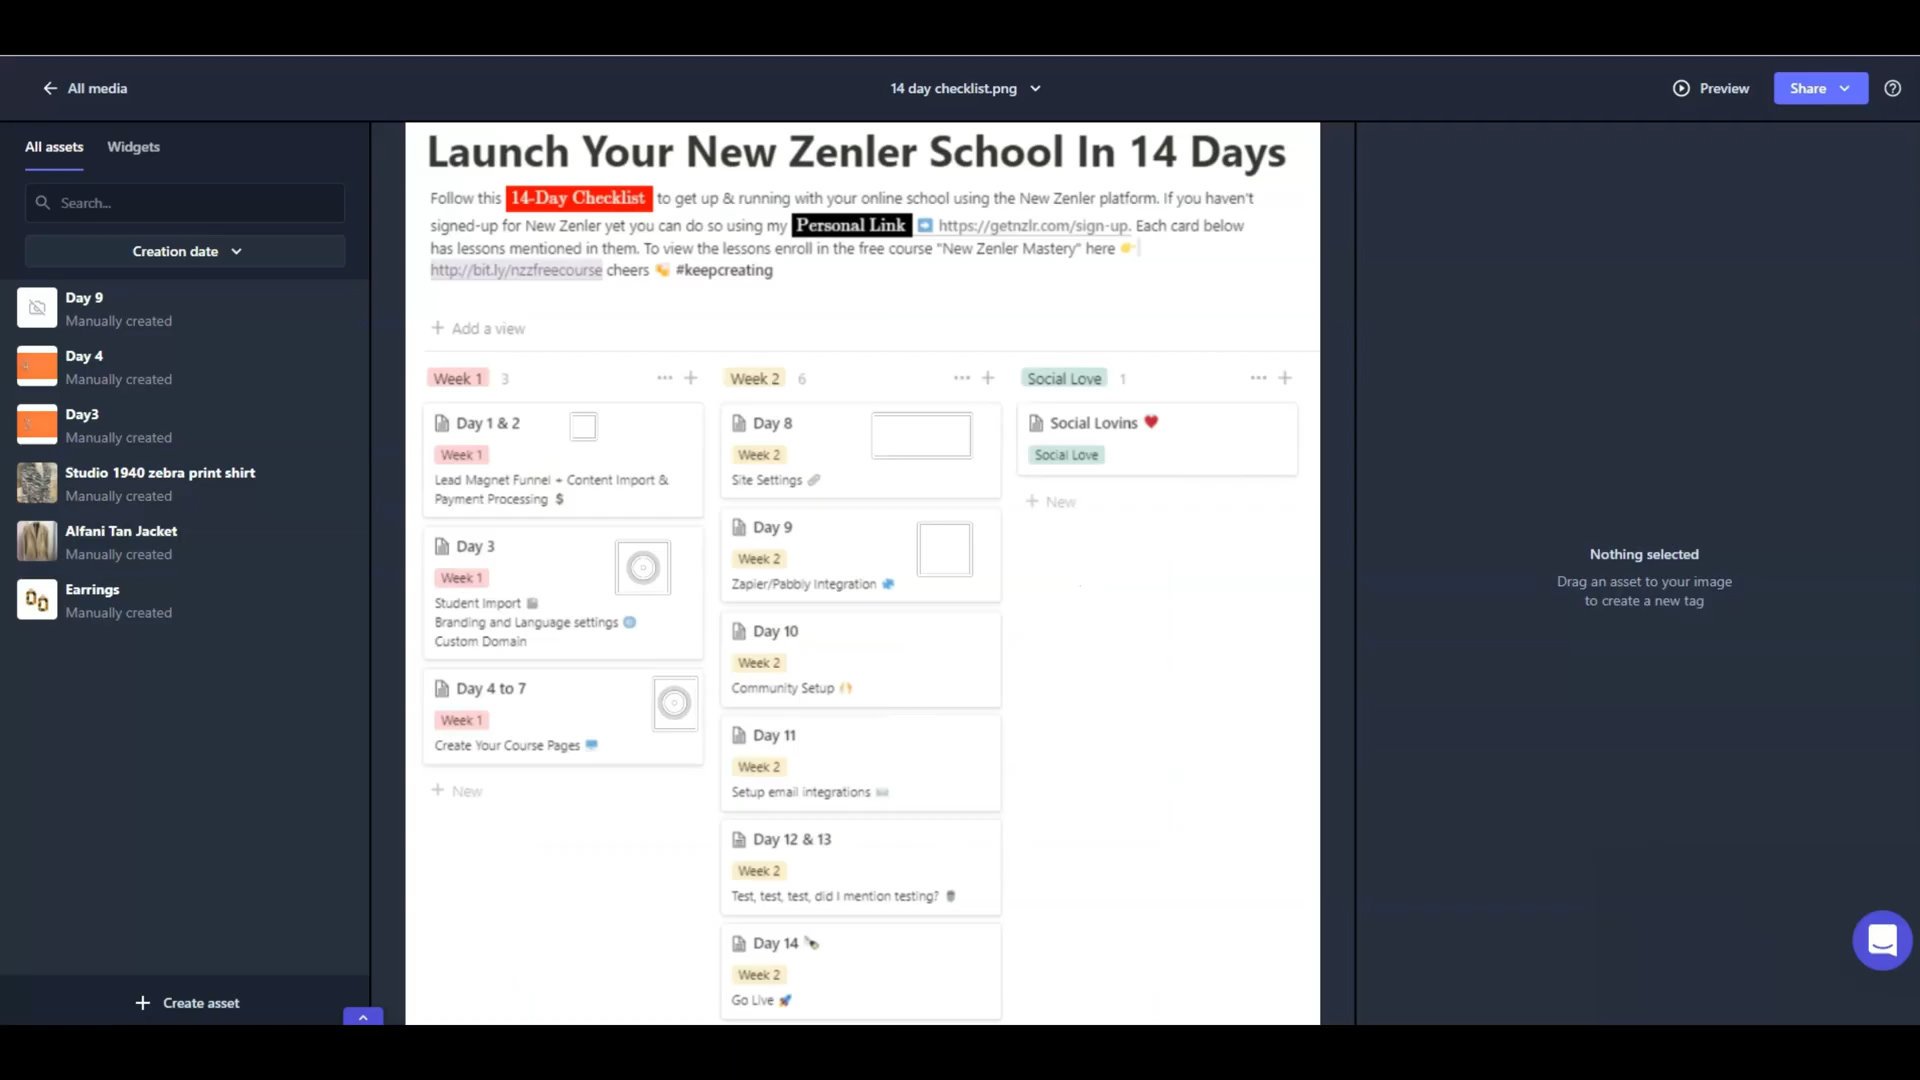 All media
14 day checklist.png
Preview
Share
All assets
Widgets
Search...
Creation date
Day 9
Manually created
Day 4
Manually created
Day3
Manually created
Studio 1940 zebra print shirt
Manually created
Alfani Tan Jacket
Manually created
Earrings
Manually created
Create asset
Launch Your New Zenler School In 14 Days
Follow this 14-Day Checklist to get up & running with your online school using the New Zenler platform. If you haven't
signed-up for New Zenler yet you can do so using my Personal Link ➡️ https://getnzlr.com/sign-up. Each card below
has lessons mentioned in them. To view the lessons enroll in the free course "New Zenler Mastery" here 👉
http://bit.ly/nzzfreecourse cheers 👊 #keepcreating
+ Add a view
Week 1 3 ... +
Day 1 & 2
Week 1
Lead Magnet Funnel + Content Import &
Payment Processing $
Day 3
Week 1
Student Import
Branding and Language settings
Custom Domain
Day 4 to 7
Week 1
Create Your Course Pages
+ New
Week 2 6 ... +
Day 8
Week 2
Site Settings
Day 9
Week 2
Zapier/Pabbly Integration
Day 10
Week 2
Community Setup
Day 11
Week 2
Setup email integrations
Day 12 & 13
Week 2
Test, test, test, did I mention testing?
Day 14
Week 2
Go Live 🚀
Social Love 1 ... +
Social Lovins ♥
Social Love
+ New
Nothing selected
Drag an asset to your image
to create a new tag